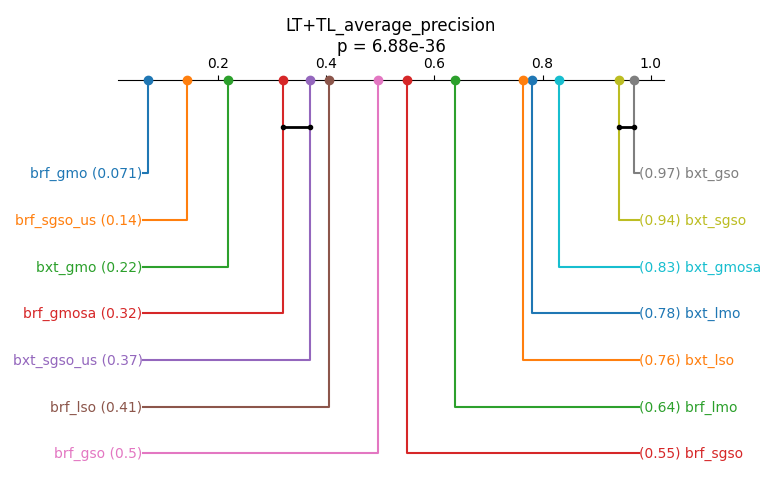 LT+TL_average_precision
p = 6.88e-36
0.2 0.4 0.6 0.8 1.0
brf_gmo (0.071) (0.97) bxt_gso
brf_sgso_us (0.14) (0.94) bxt_sgso
bxt_gmo (0.22) (0.83) bxt_gmosa
brf_gmosa (0.32) (0.78) bxt_lmo
bxt_sgso_us (0.37) (0.76) bxt_lso
brf_lso (0.41) (0.64) brf_lmo
brf_gso (0.5) (0.55) brf_sgso